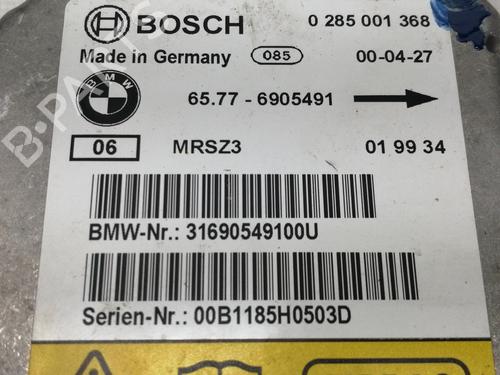 BOSCH 0 285 001 368
Made in Germany 085 00-04-27
BMW
65.77 - 6905491
06 MRSZ3 01 99 34
BMW-Nr.: 31690549100U
Serien-Nr.: 00B1185H0503D
B-PARTS